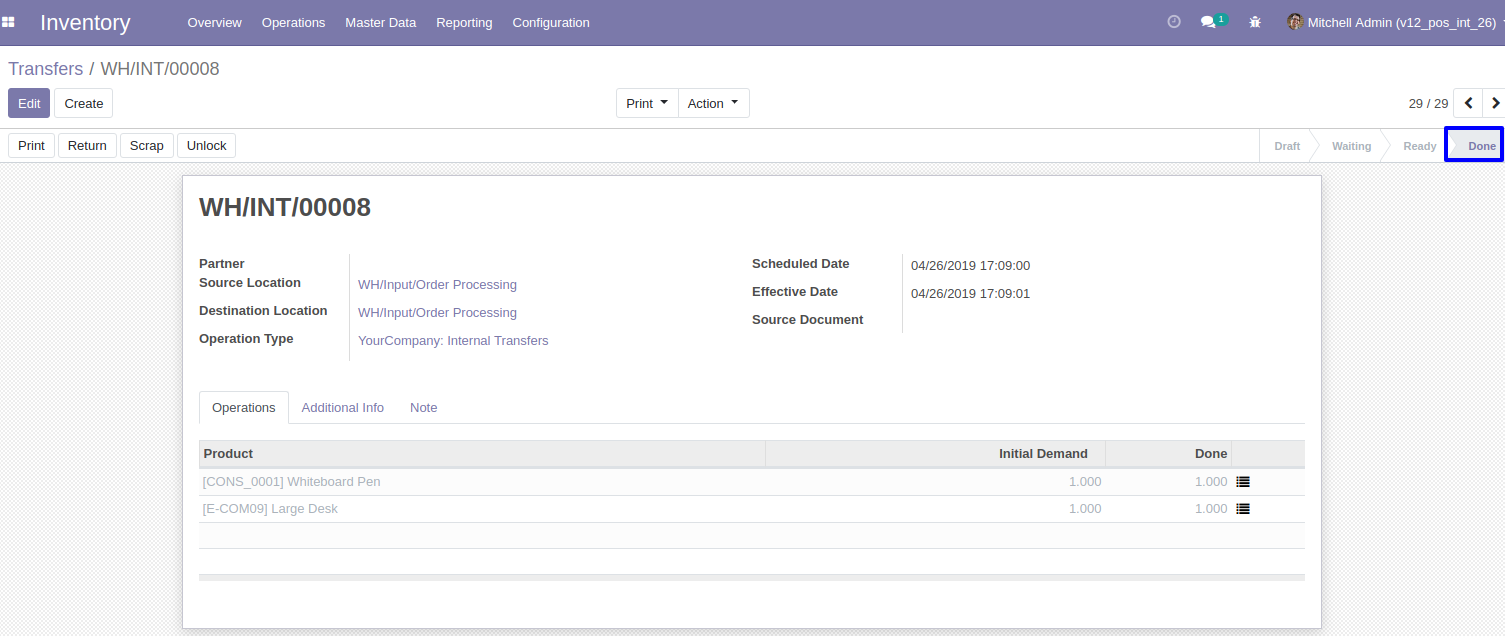 Inventory Overview Operations Master Data Reporting Configuration 1 Mitchell Admin (v12_pos_int_26)
Transfers / WH/INT/00008
Edit Create Print Action 29 / 29
Print Return Scrap Unlock Draft Waiting Ready Done
WH/INT/00008
Partner Scheduled Date 04/26/2019 17:09:00
Source Location WH/Input/Order Processing Effective Date 04/26/2019 17:09:01
Destination Location WH/Input/Order Processing Source Document
Operation Type YourCompany: Internal Transfers
Operations Additional Info Note
Product Initial Demand Done
[CONS_0001] Whiteboard Pen 1.000 1.000
[E-COM09] Large Desk 1.000 1.000